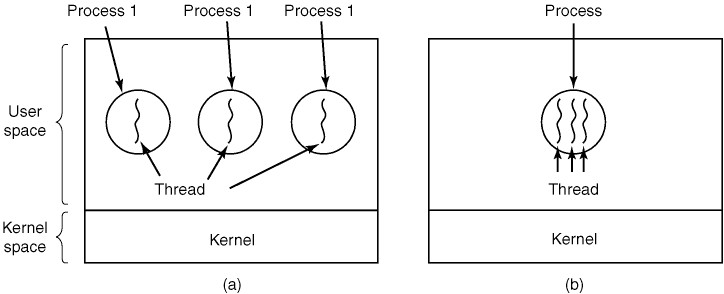 Process 1
Process 1
Process 1
Process
User
space
Thread
Thread
Kernel
space
Kernel
Kernel
(a)
(b)